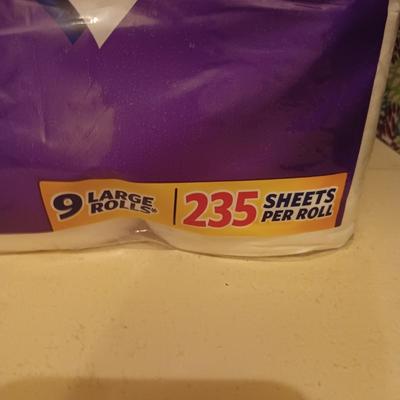 9 LARGE ROLLS*
235 SHEETS PER ROLL